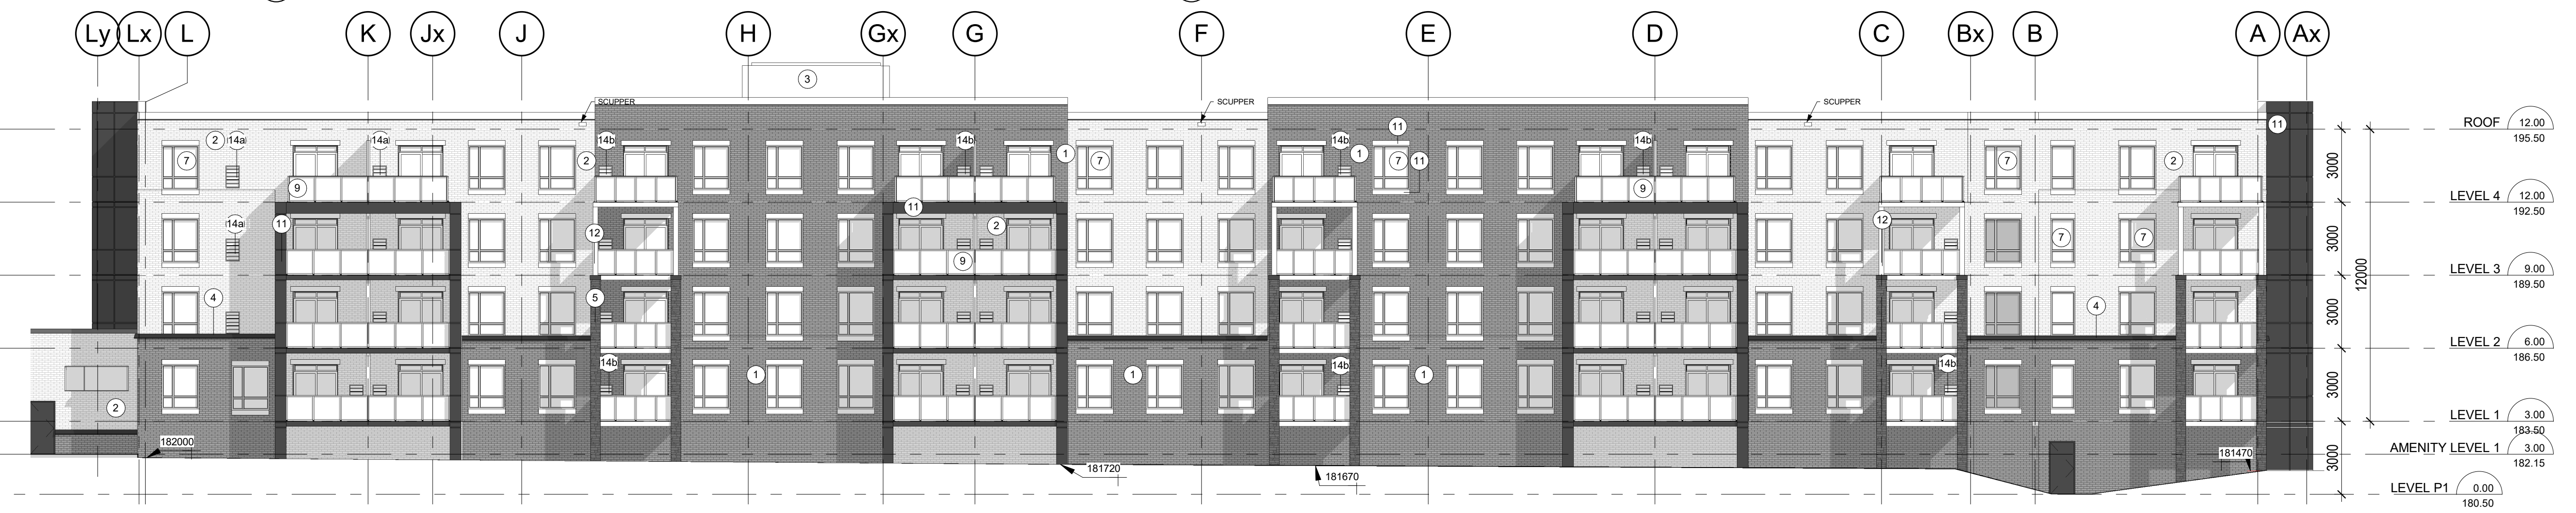 Ly Lx L K Jx J H Gx G F E D C Bx B A Ax
3
SCUPPER SCUPPER SCUPPER
11 11
ROOF 12.00
195.50
2 14a 14a 14b 14b 14b 14b
7 2 1 7 1 7 11 7 2
9 9
3000
LEVEL 4 12.00
192.50
11
14a 11 2 12 12
7 7
9
3000
LEVEL 3 9.00
189.50
12000
4 5 4
3000
LEVEL 2 6.00
186.50
14b 14b 14b
1 1 1
3000
2
LEVEL 1 3.00
183.50
182000
AMENITY LEVEL 1 3.00
182.15
3000
181720 181670 181470
LEVEL P1 0.00
180.50